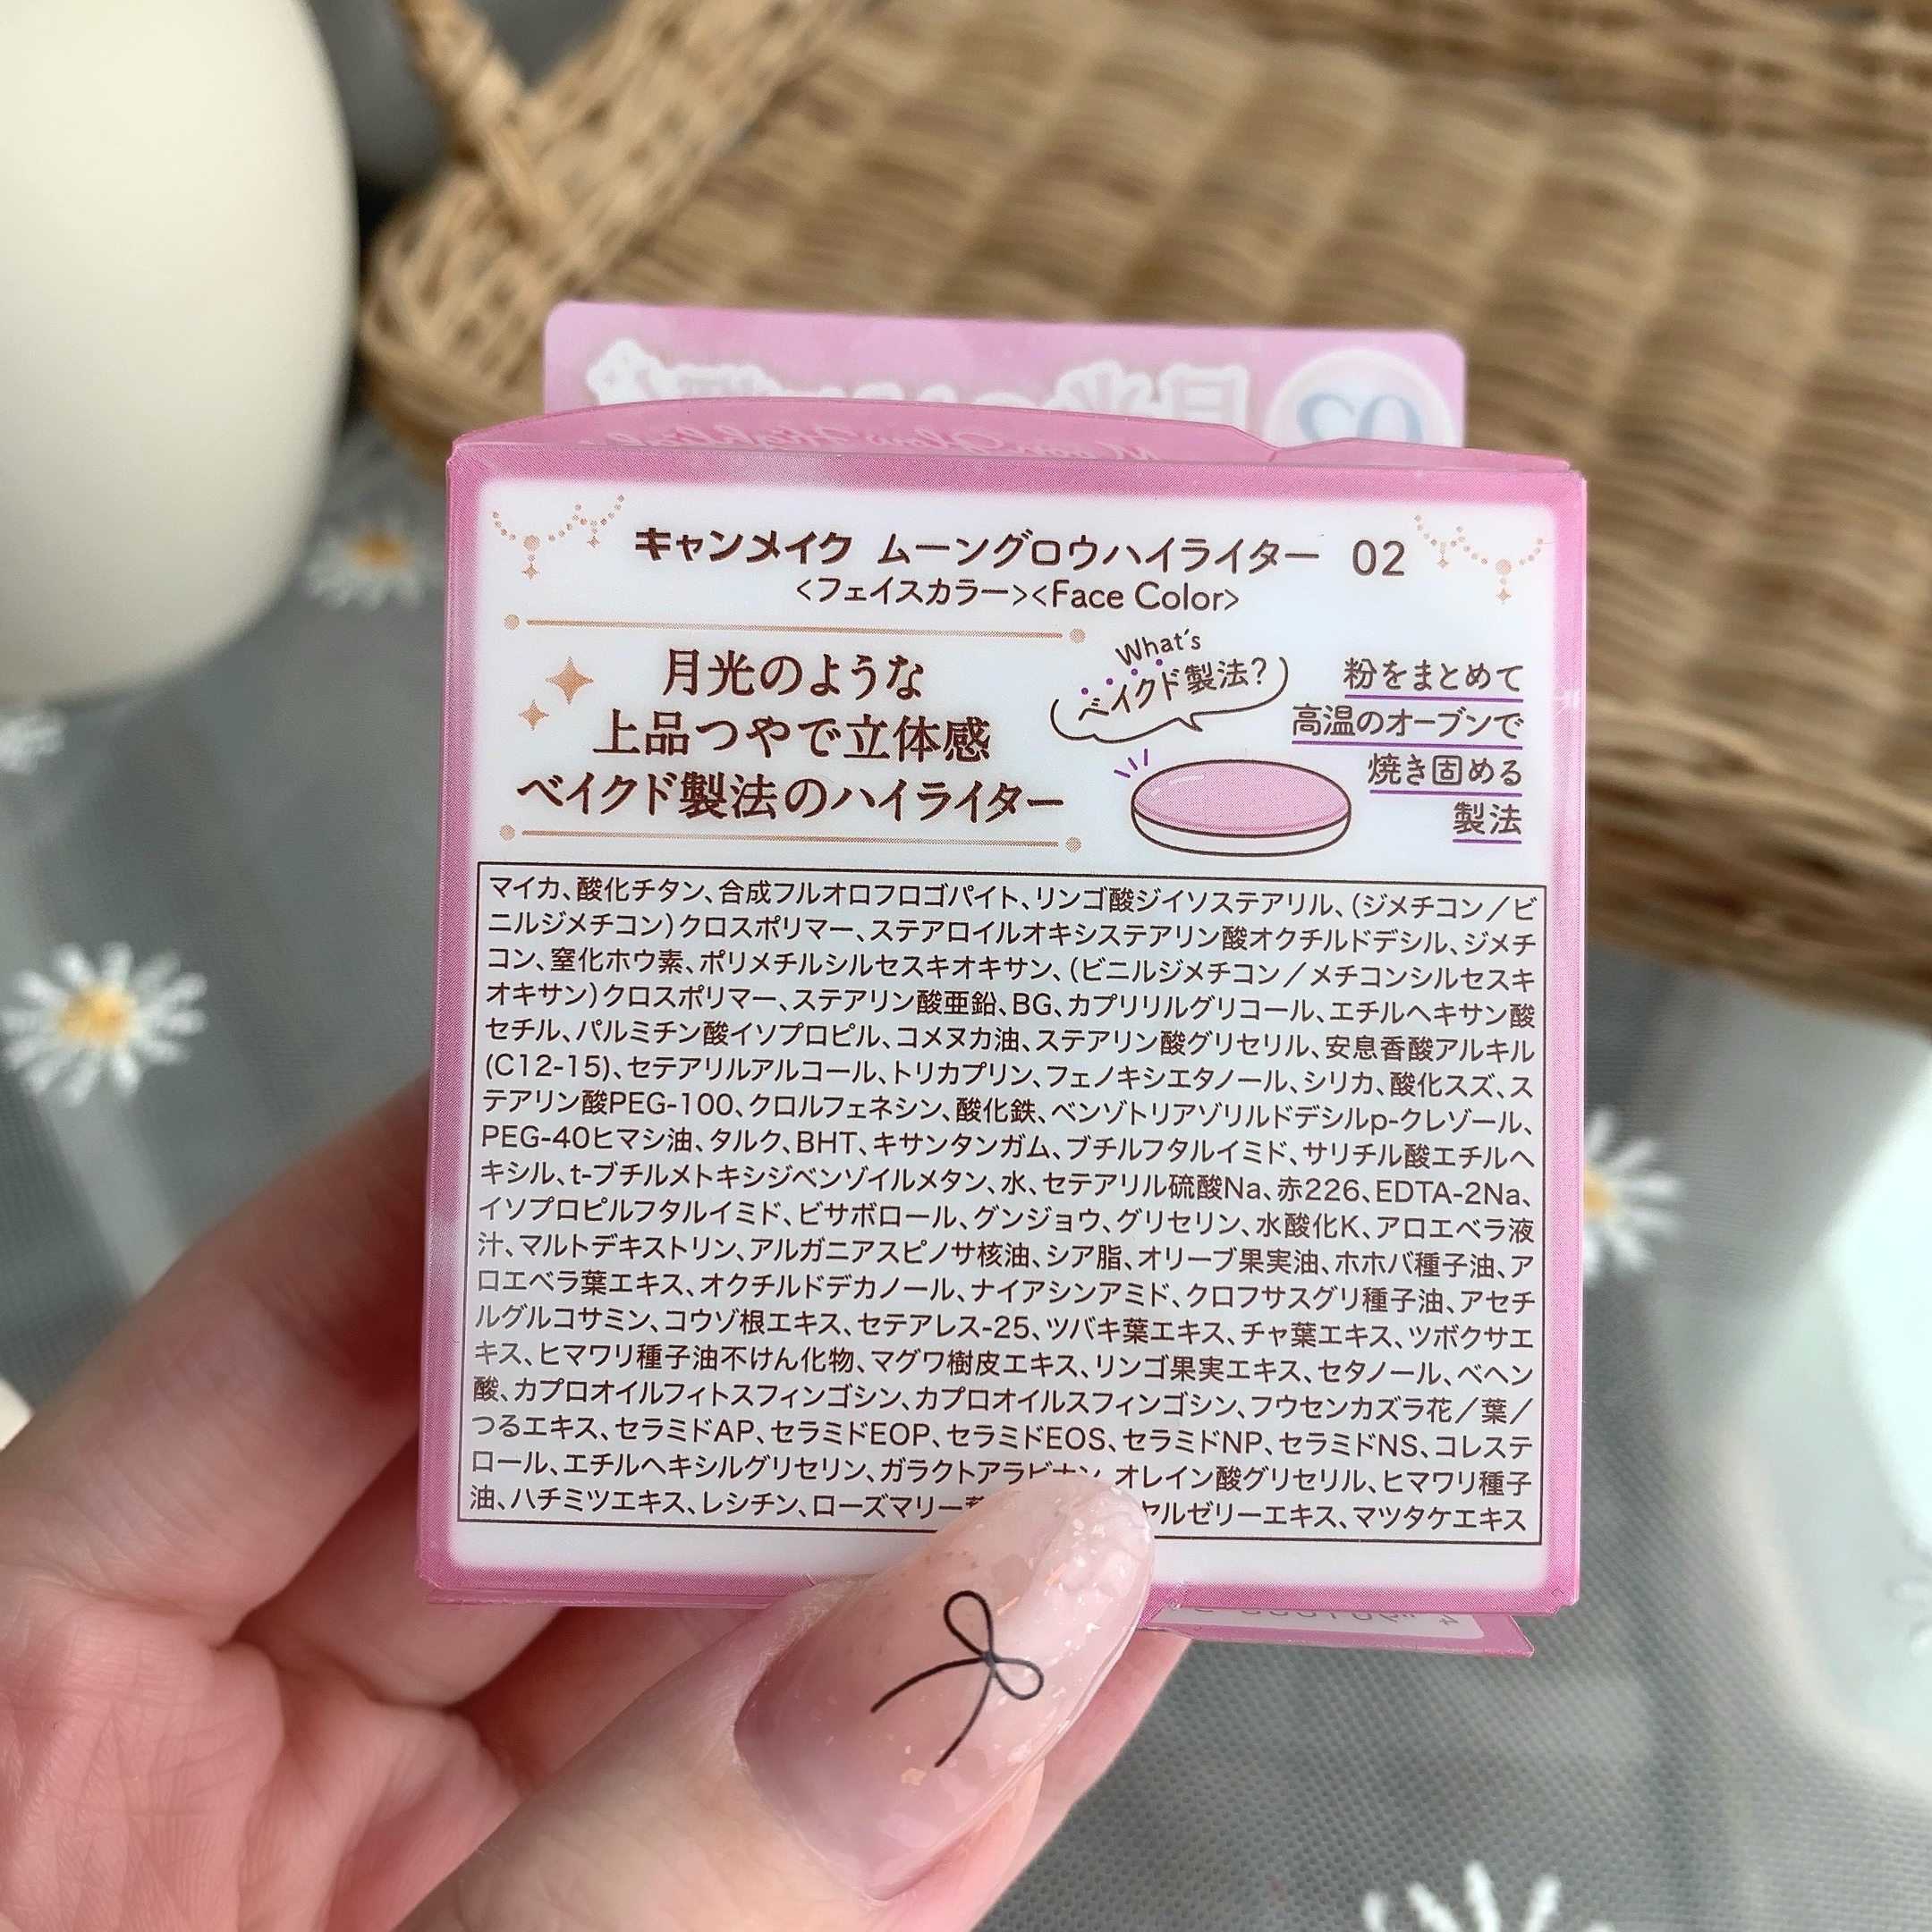 キャンメイク ムーングロウハイライター 02
<フェイスカラー><Face Color>
月光のような
上品つやで立体感
ベイクド製法のハイライター
What's
ベイクド製法?
粉をまとめて
高温のオーブンで
焼き固める
製法
マイカ、酸化チタン、合成フルオロフロゴパイト、リンゴ酸ジイソステアリル、(ジメチコン/ビ
ニルジメチコン)クロスポリマー、ステアロイルオキシステアリン酸オクチルドデシル、ジメチ
コン、窒化ホウ素、ポリメチルシルセスキオキサン、(ビニルジメチコン/メチコンシルセスキ
オキサン)クロスポリマー、ステアリン酸亜鉛、BG、カプリリルグリコール、エチルヘキサン酸
セチル、パルミチン酸イソプロピル、コメヌカ油、ステアリン酸グリセリル、安息香酸アルキル
(C12-15)、セテアリルアルコール、トリカプリン、フェノキシエタノール、シリカ、酸化スズ、ス
テアリン酸PEG-100、クロルフェネシン、酸化鉄、ベンゾトリアゾリルドデシルp-クレゾール、
PEG-40ヒマシ油、タルク、BHT、キサンタンガム、ブチルフタルイミド、サリチル酸エチルヘ
キシル、t-ブチルメトキシジベンゾイルメタン、水、セテアリル硫酸Na、赤226、EDTA-2Na、
イソプロピルフタルイミド、ビサボロール、グンジョウ、グリセリン、水酸化K、アロエベラ液
汁、マルトデキストリン、アルガニアスピノサ核油、シア脂、オリーブ果実油、ホホバ種子油、ア
ロエベラ葉エキス、オクチルドデカノール、ナイアシンアミド、クロフサスグリ種子油、アセチ
ルグルコサミン、コウゾ根エキス、セテアレス-25、ツバキ葉エキス、チャ葉エキス、ツボクサエ
キス、ヒマワリ種子油不けん化物、マグワ樹皮エキス、リンゴ果実エキス、セタノール、ベヘン
酸、カプロオイルフィトスフィンゴシン、カプロオイルスフィンゴシン、フウセンカズラ花/葉/
つるエキス、セラミドAP、セラミドEOP、セラミドEOS、セラミドNP、セラミドNS、コレステ
ロール、エチルヘキシルグリセリン、ガラクトアラビナン、オレイン酸グリセリル、ヒマワリ種子
油、ハチミツエキス、レシチン、ローズマリー葉 ヤルゼリーエキス、マツタケエキス